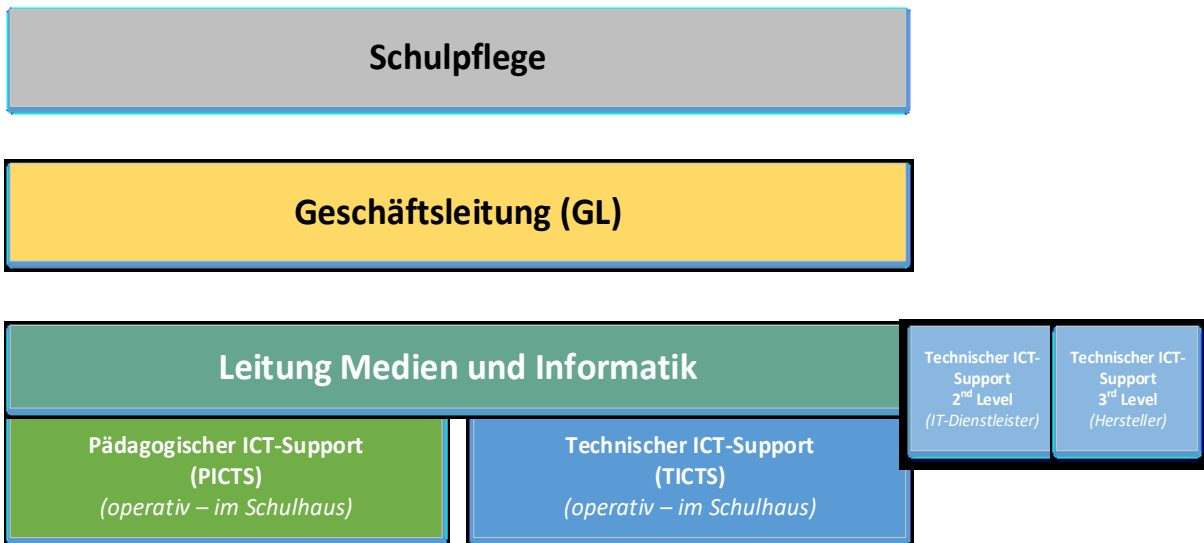 Schulpflege
Geschäftsleitung (GL)
Leitung Medien und Informatik
Technischer ICT-
Support
2nd Level
(IT-Dienstleister)
Technischer ICT-
Support
3rd Level
(Hersteller)
Pädagogischer ICT-Support
(PICTS)
(operativ – im Schulhaus)
Technischer ICT-Support
(TICTS)
(operativ – im Schulhaus)